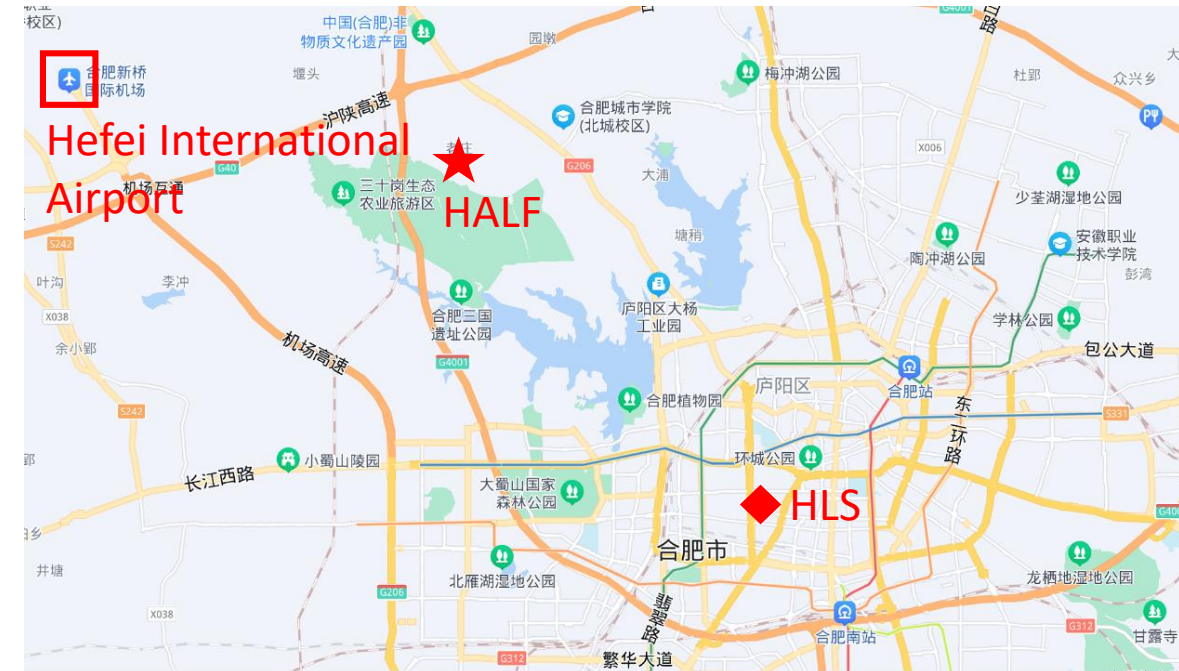 校区)
中国(合肥)非
物质文化遗产园
园墩
G4001
合肥新桥
国际机场
堰头
沪陕高速
梅冲湖公园
杜郢
众兴乡
合肥城市学院
(北城校区)
Hefei International
Airport
G40
机场互通
三十岗生态
农业旅游区
HALF
G206
大浦
X006
少荃湖湿地公园
塘稍
安徽职业
技术学院
陶冲湖公园
彭湾
S242
叶沟
李冲
X038
合肥三国
遗址公园
庐阳区大杨
工业园
学林公园
余小郢
机场高速
G4001
包公大道
庐阳区
合肥站
合肥植物园
东二环路
S242
S331
小蜀山陵园
长江西路
环城公园
大蜀山国家
森林公园
HLS
合肥市
井塘
北雁湖湿地公园
龙栖地湿地公园
G206
X038
翡翠路
合肥南站
G312
甘露寺
G312
繁华大道